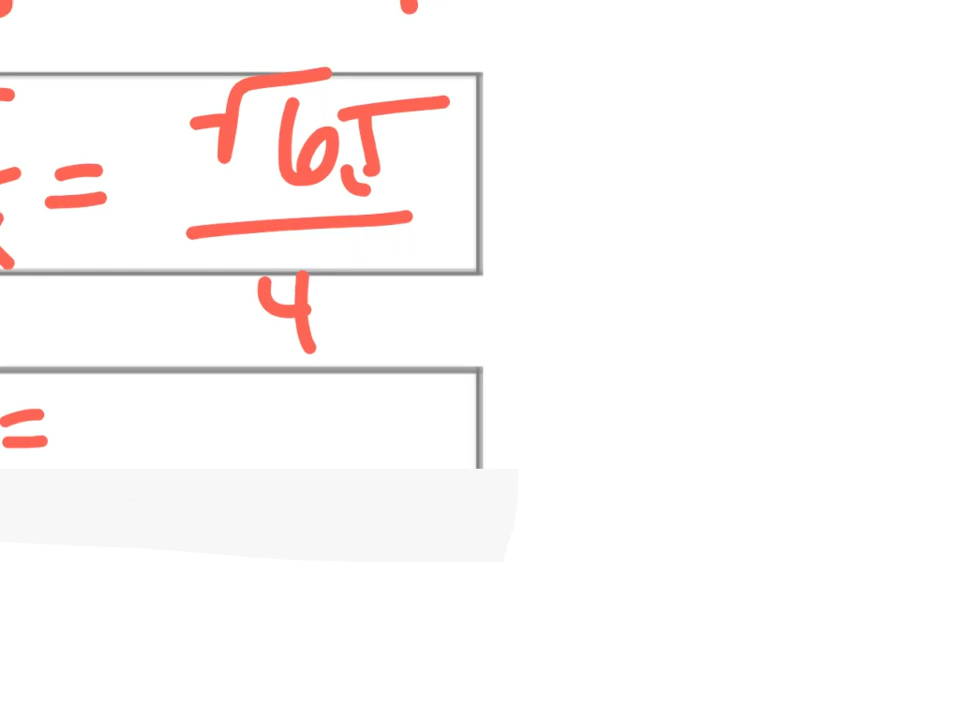 = √65
4
=